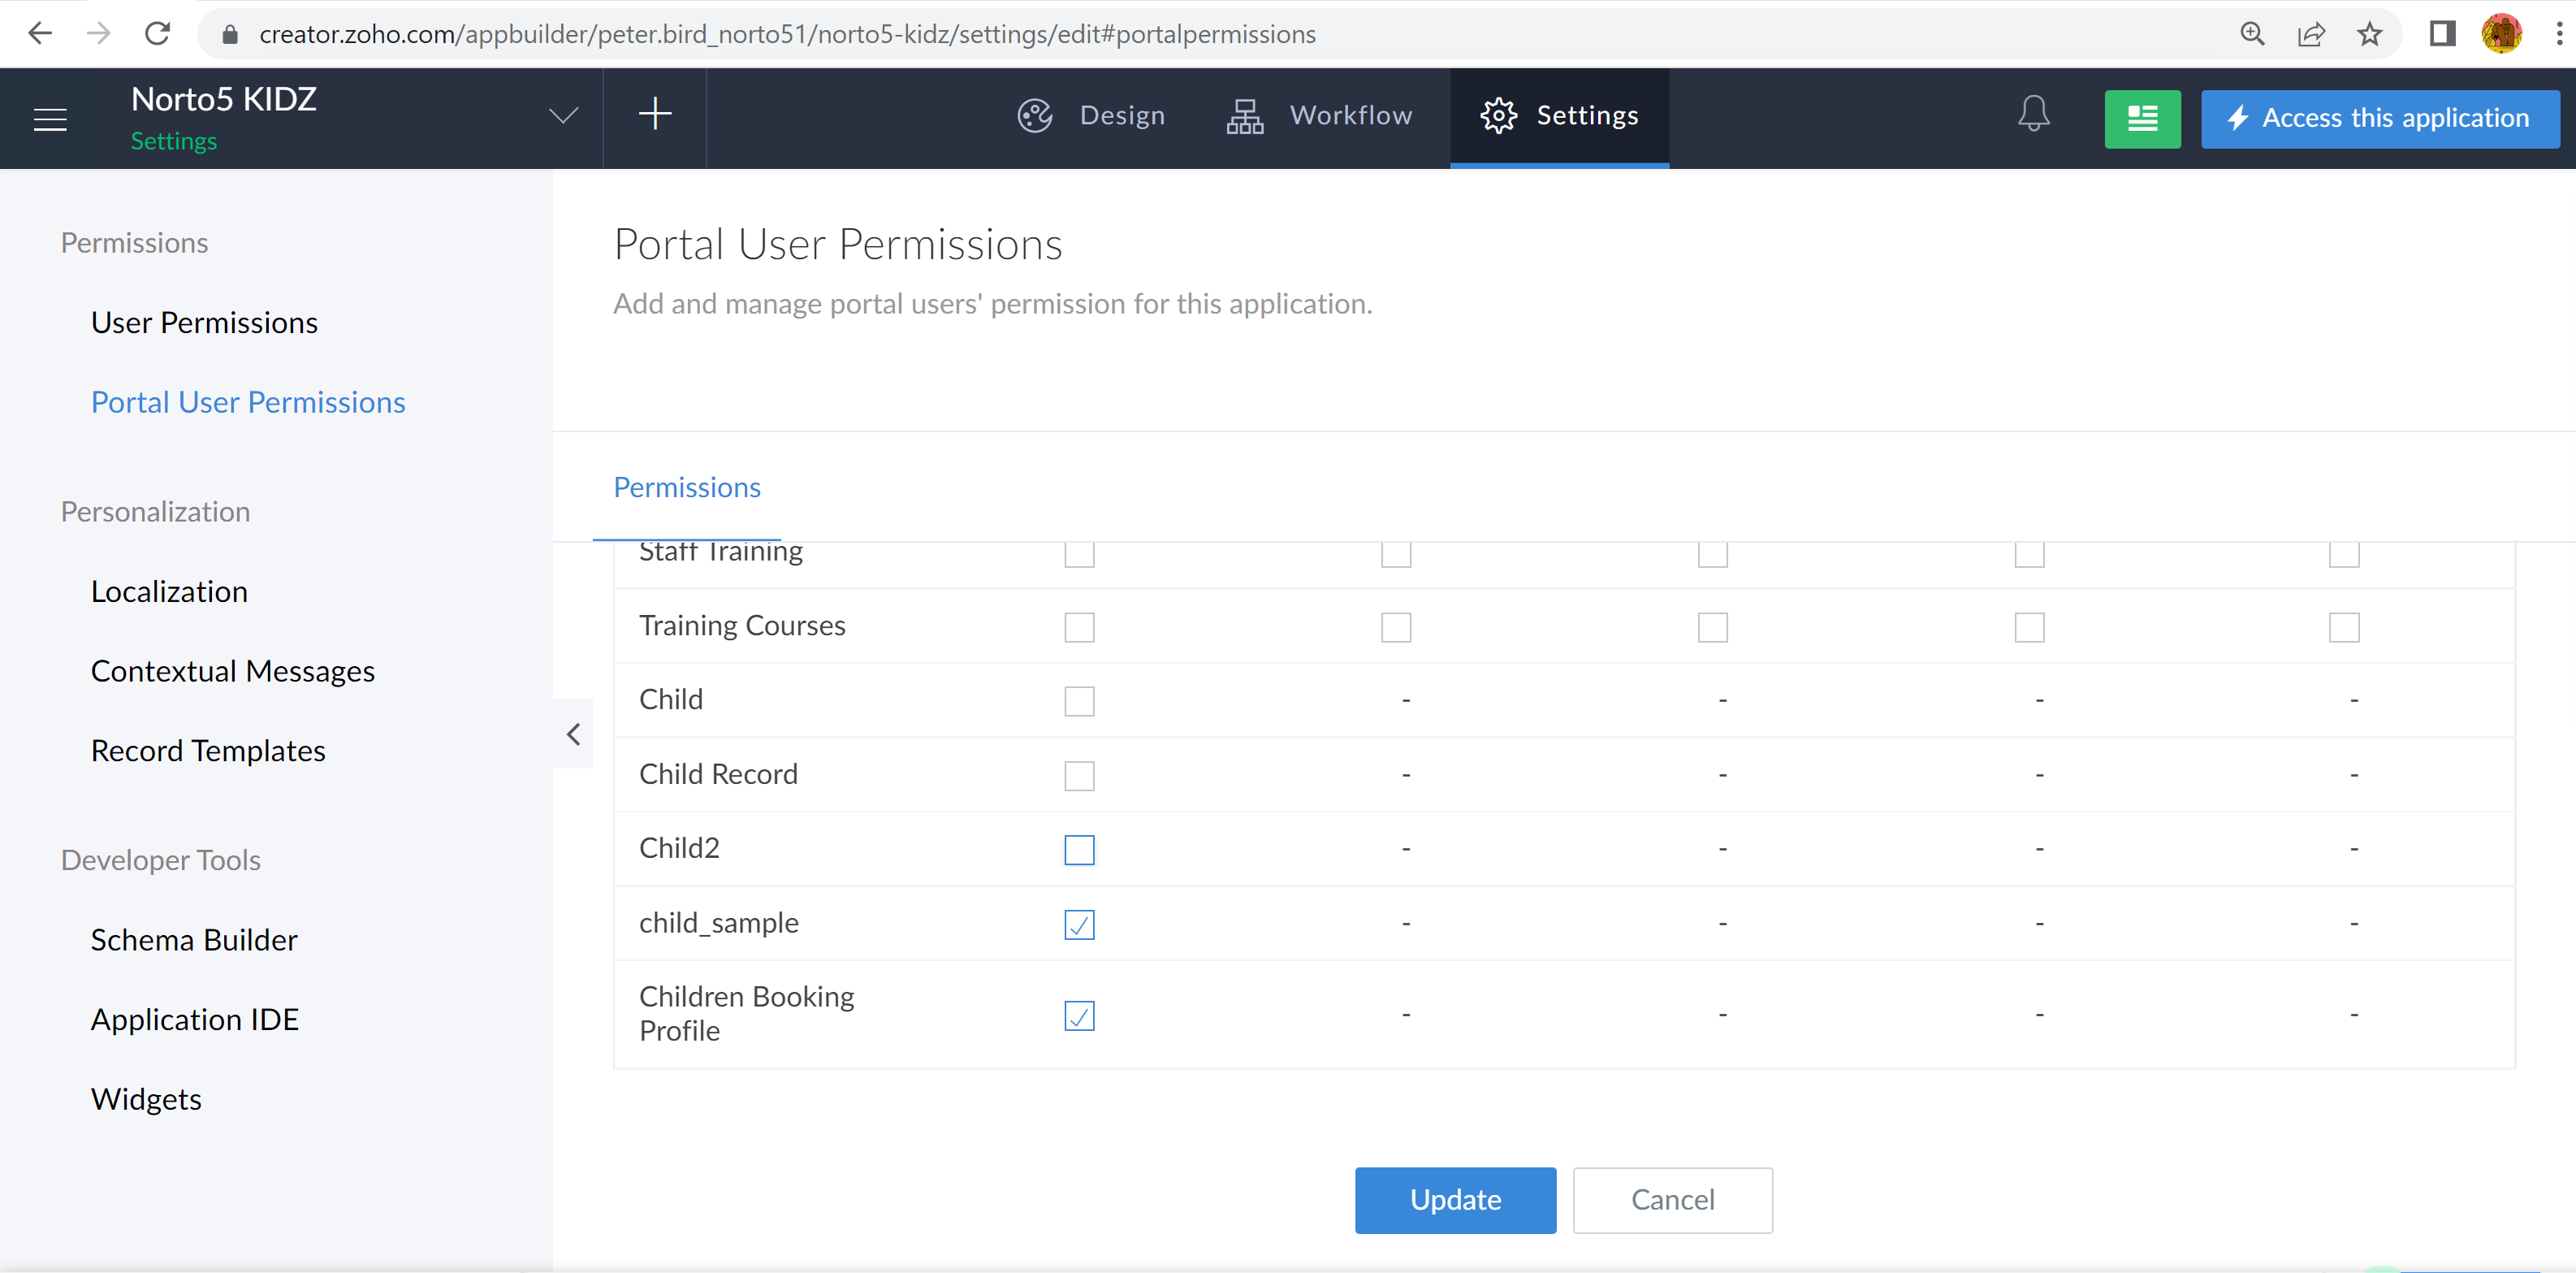 creator.zoho.com/appbuilder/peter.bird_norto51/norto5-kidz/settings/edit#portalpermissions
Norto5 KIDZ
Settings
Design
Workflow
Settings
Access this application
Permissions
User Permissions
Portal User Permissions
Personalization
Localization
Contextual Messages
Record Templates
Developer Tools
Schema Builder
Application IDE
Widgets
Portal User Permissions
Add and manage portal users' permission for this application.
Permissions
Staff Training
Training Courses
Child - - - -
Child Record - - - -
Child2 - - - -
child_sample - - - -
Children Booking
Profile - - - -
Update
Cancel